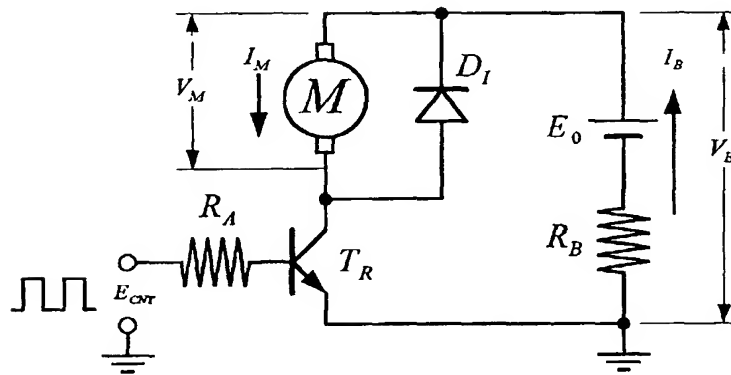 V_M
I_M
M
D_I
E_0
I_B
V_B
R_B
R_A
T_R
E_CNT